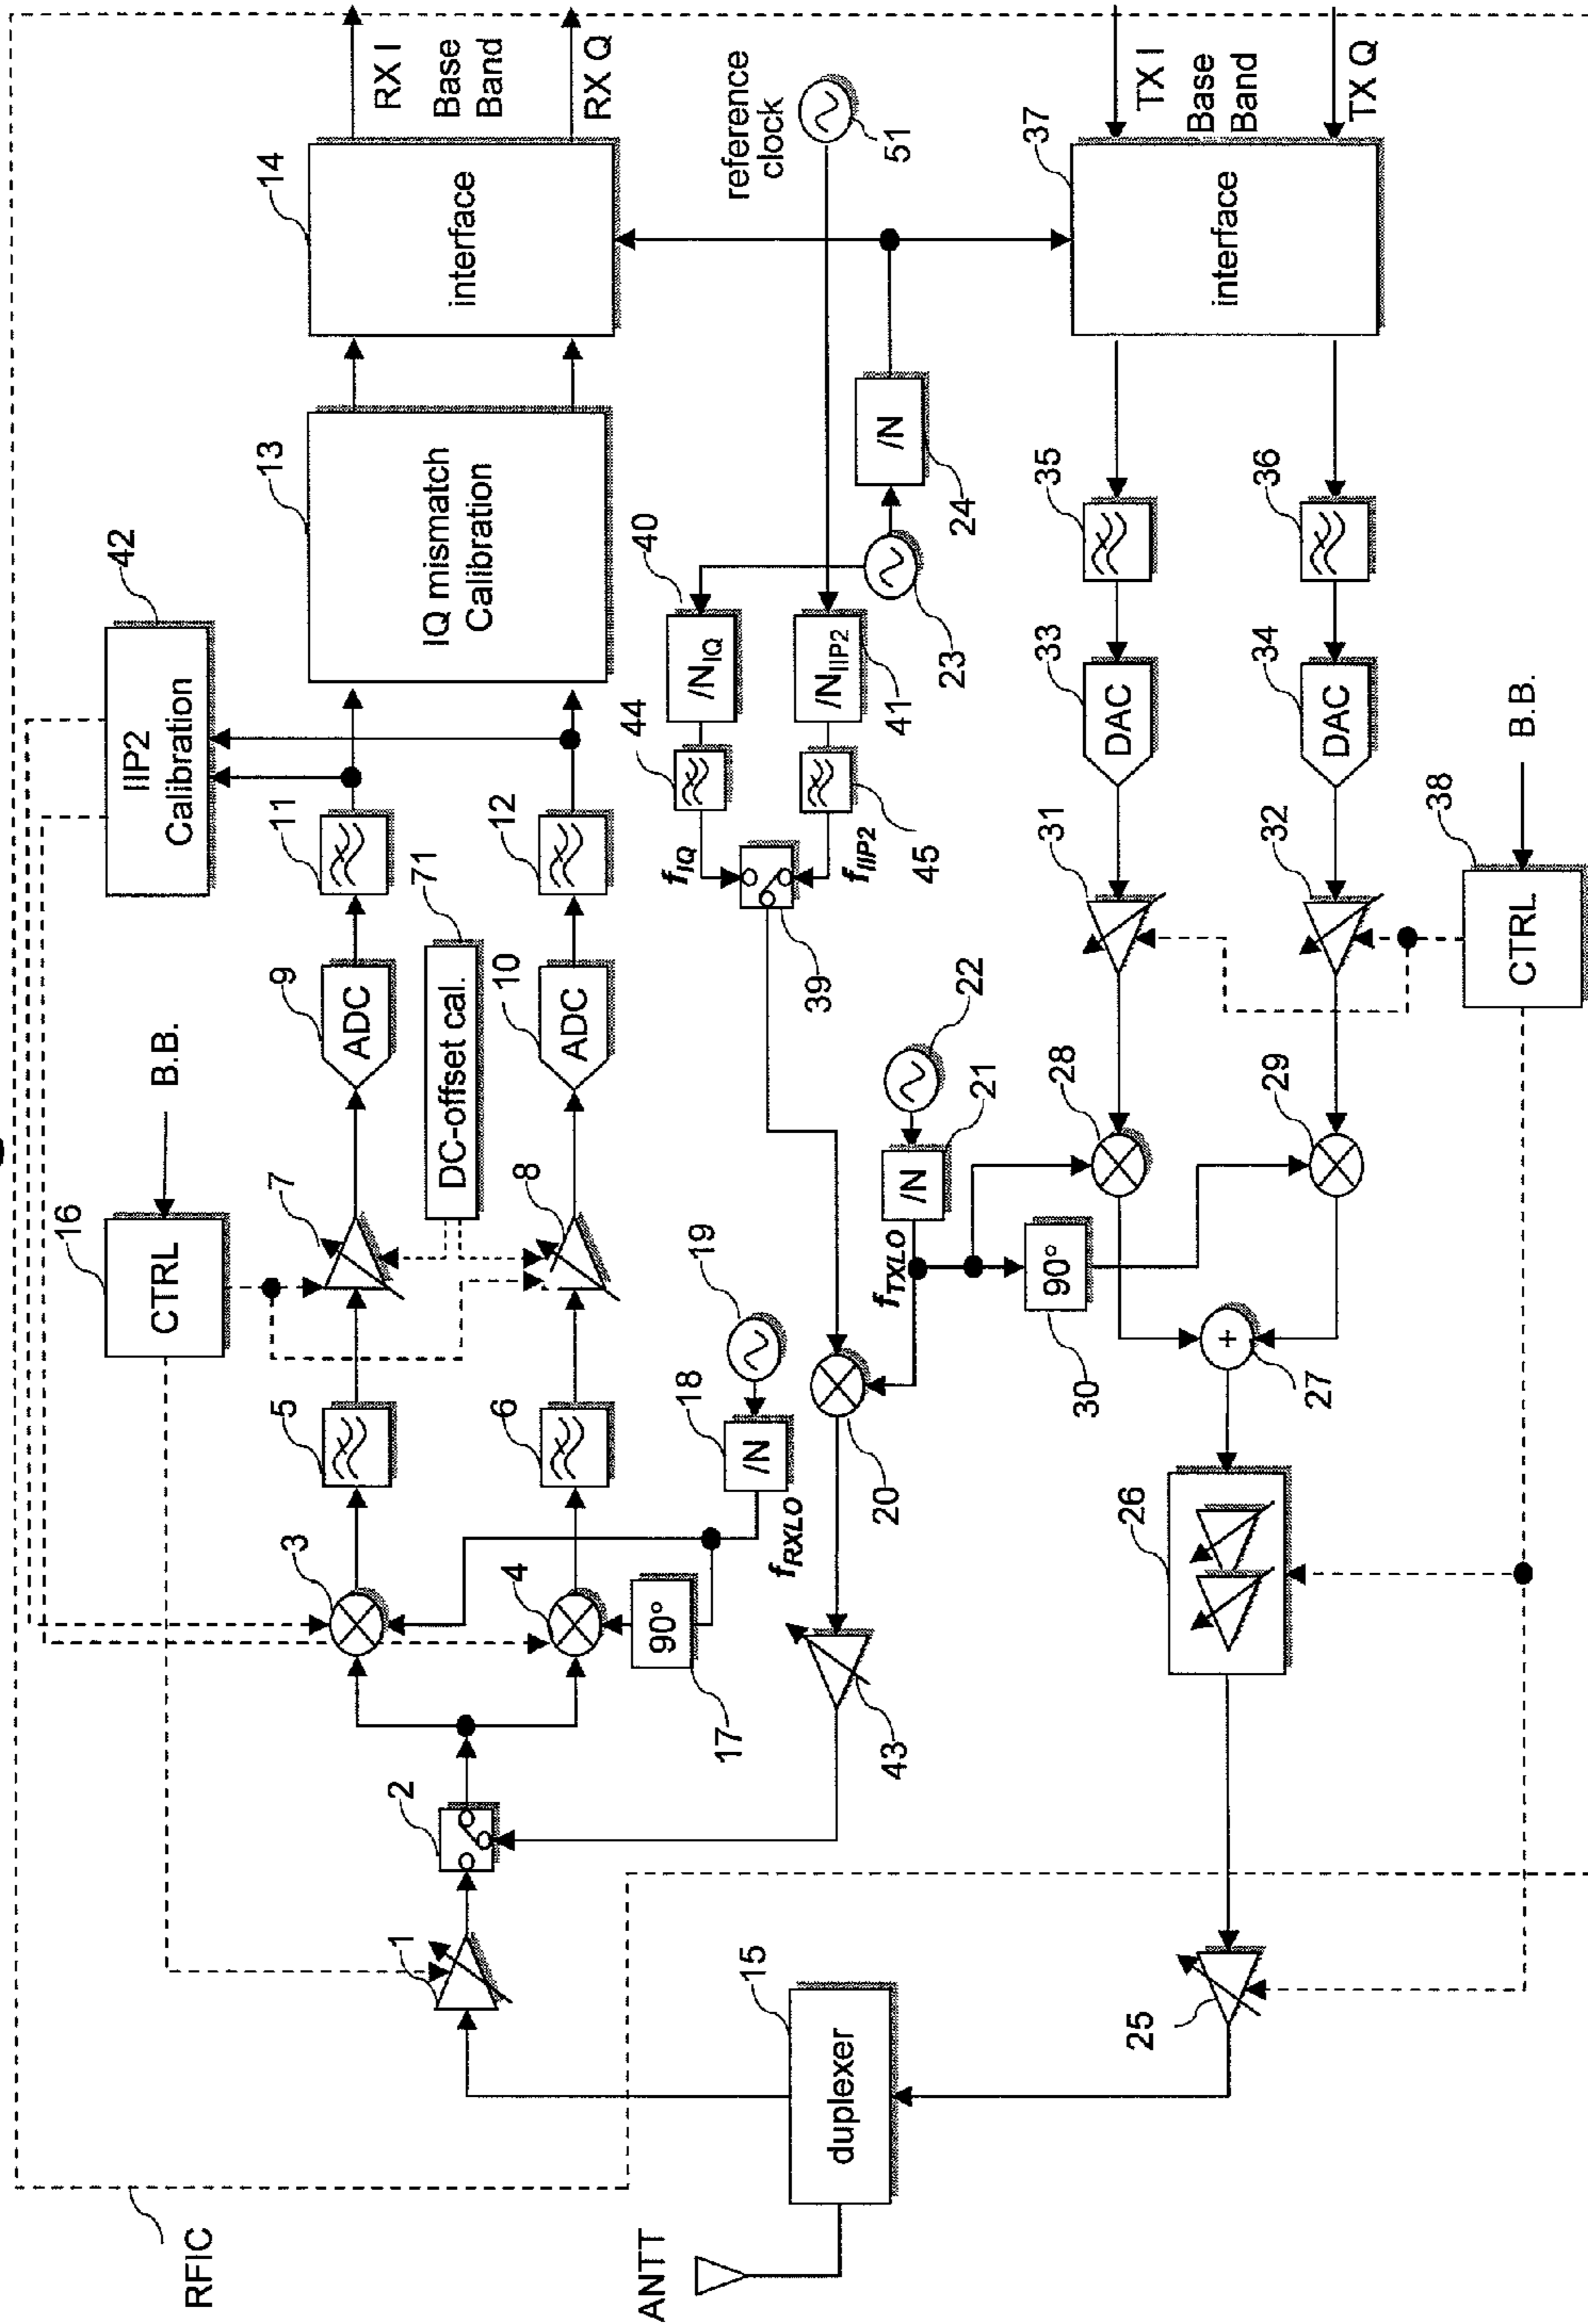 RFIC
ANTT
duplexer
15
1
2
3
4
5
6
7
8
16
CTRL
B.B.
9
ADC
10
ADC
DC-offset cal.
71
11
12
IIP2
Calibration
42
13
IQ mismatch
Calibration
14
interface
RX I
Base
Band
RX Q
90°
17
18
/N
19
fRXLO
20
43
fTXLO
/N
21
22
39
fIQ
fIIP2
44
45
40
/NIQ
/NIIP2
41
23
/N
24
reference
clock
51
25
26
27
+
90°
30
28
29
31
32
33
DAC
34
DAC
35
36
37
interface
TX I
Base
Band
TX Q
38
CTRL
B.B.